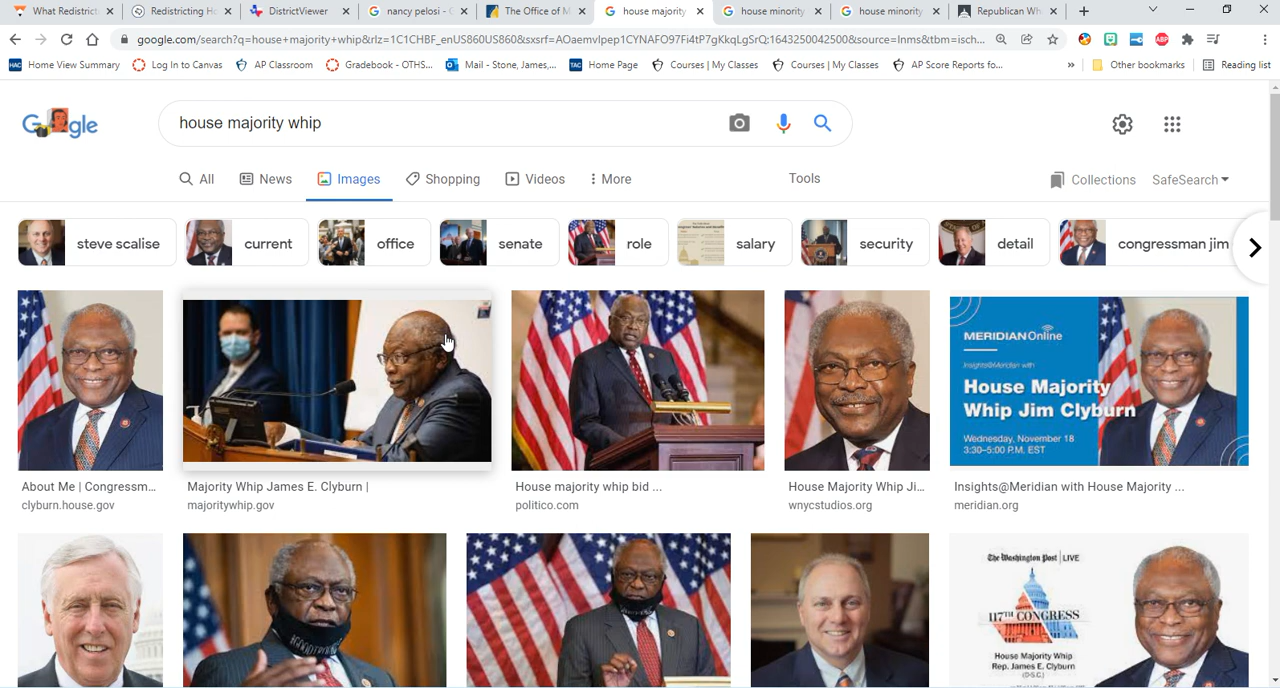 What Redistrict
Redistricting Ho
DistrictViewer
nancy pelosi - G
The Office of M
house majority
house minority
house minority
Republican Wh
google.com/search?q=house+majority+whip&rlz=1C1CHBF_enUS860US860&sxsrf=AOaemvIpep1CYNAFO97Fi4tP7gKkqLgSrQ:1643250042500&source=lnms&tbm=isch...
Home View Summary
Log In to Canvas
AP Classroom
Gradebook - OTHS...
Mail - Stone, James,...
Home Page
Courses | My Classes
Courses | My Classes
AP Score Reports fo...
»
Other bookmarks
Reading list
house majority whip
All
News
Images
Shopping
Videos
More
Tools
Collections
SafeSearch
steve scalise
current
office
senate
role
salary
security
detail
congressman jim
MERIDIANOnline
Insights@Meridian with
House Majority
Whip Jim Clyburn
Wednesday, November 18
3:30–5:00 P.M. EST
About Me | Congressm...
clyburn.house.gov
Majority Whip James E. Clyburn |
majoritywhip.gov
House majority whip bid ...
politico.com
House Majority Whip Ji...
wnycstudios.org
Insights@Meridian with House Majority ...
meridian.org
The Washington Post | LIVE
117TH CONGRESS
House Majority Whip
Rep. James E. Clyburn
(D-S.C.)